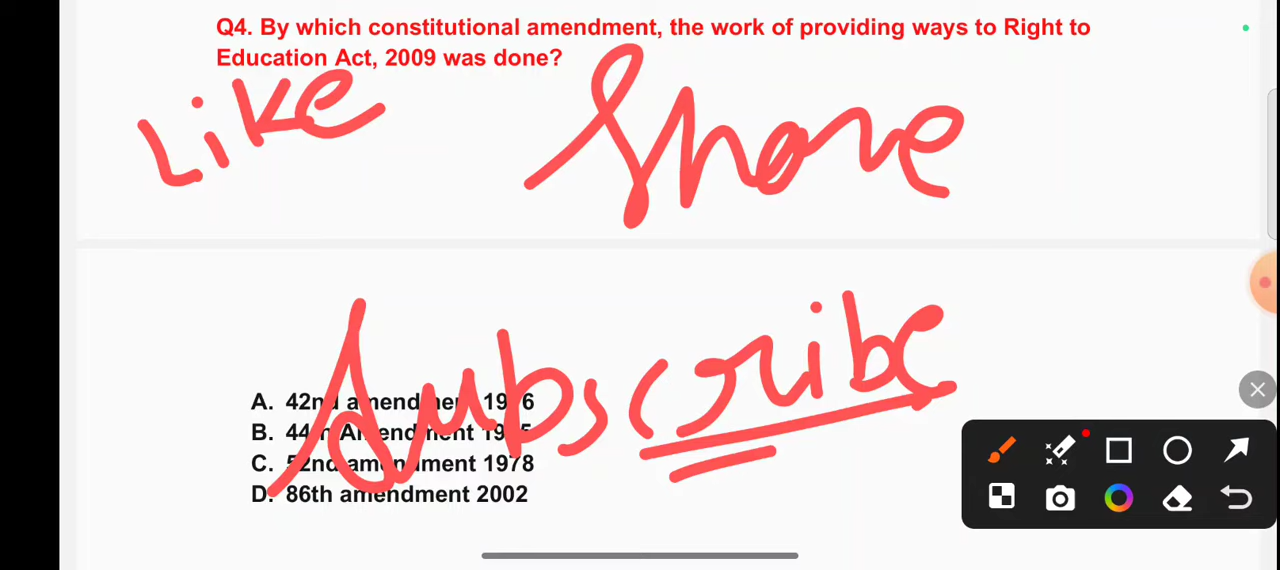 Q4. By which constitutional amendment, the work of providing ways to Right to
Education Act, 2009 was done?
Like Share
Subscribe
A. 42nd amendment 1976
B. 44th Amendment
C. 52nd amendment 1978
D. 86th amendment 2002